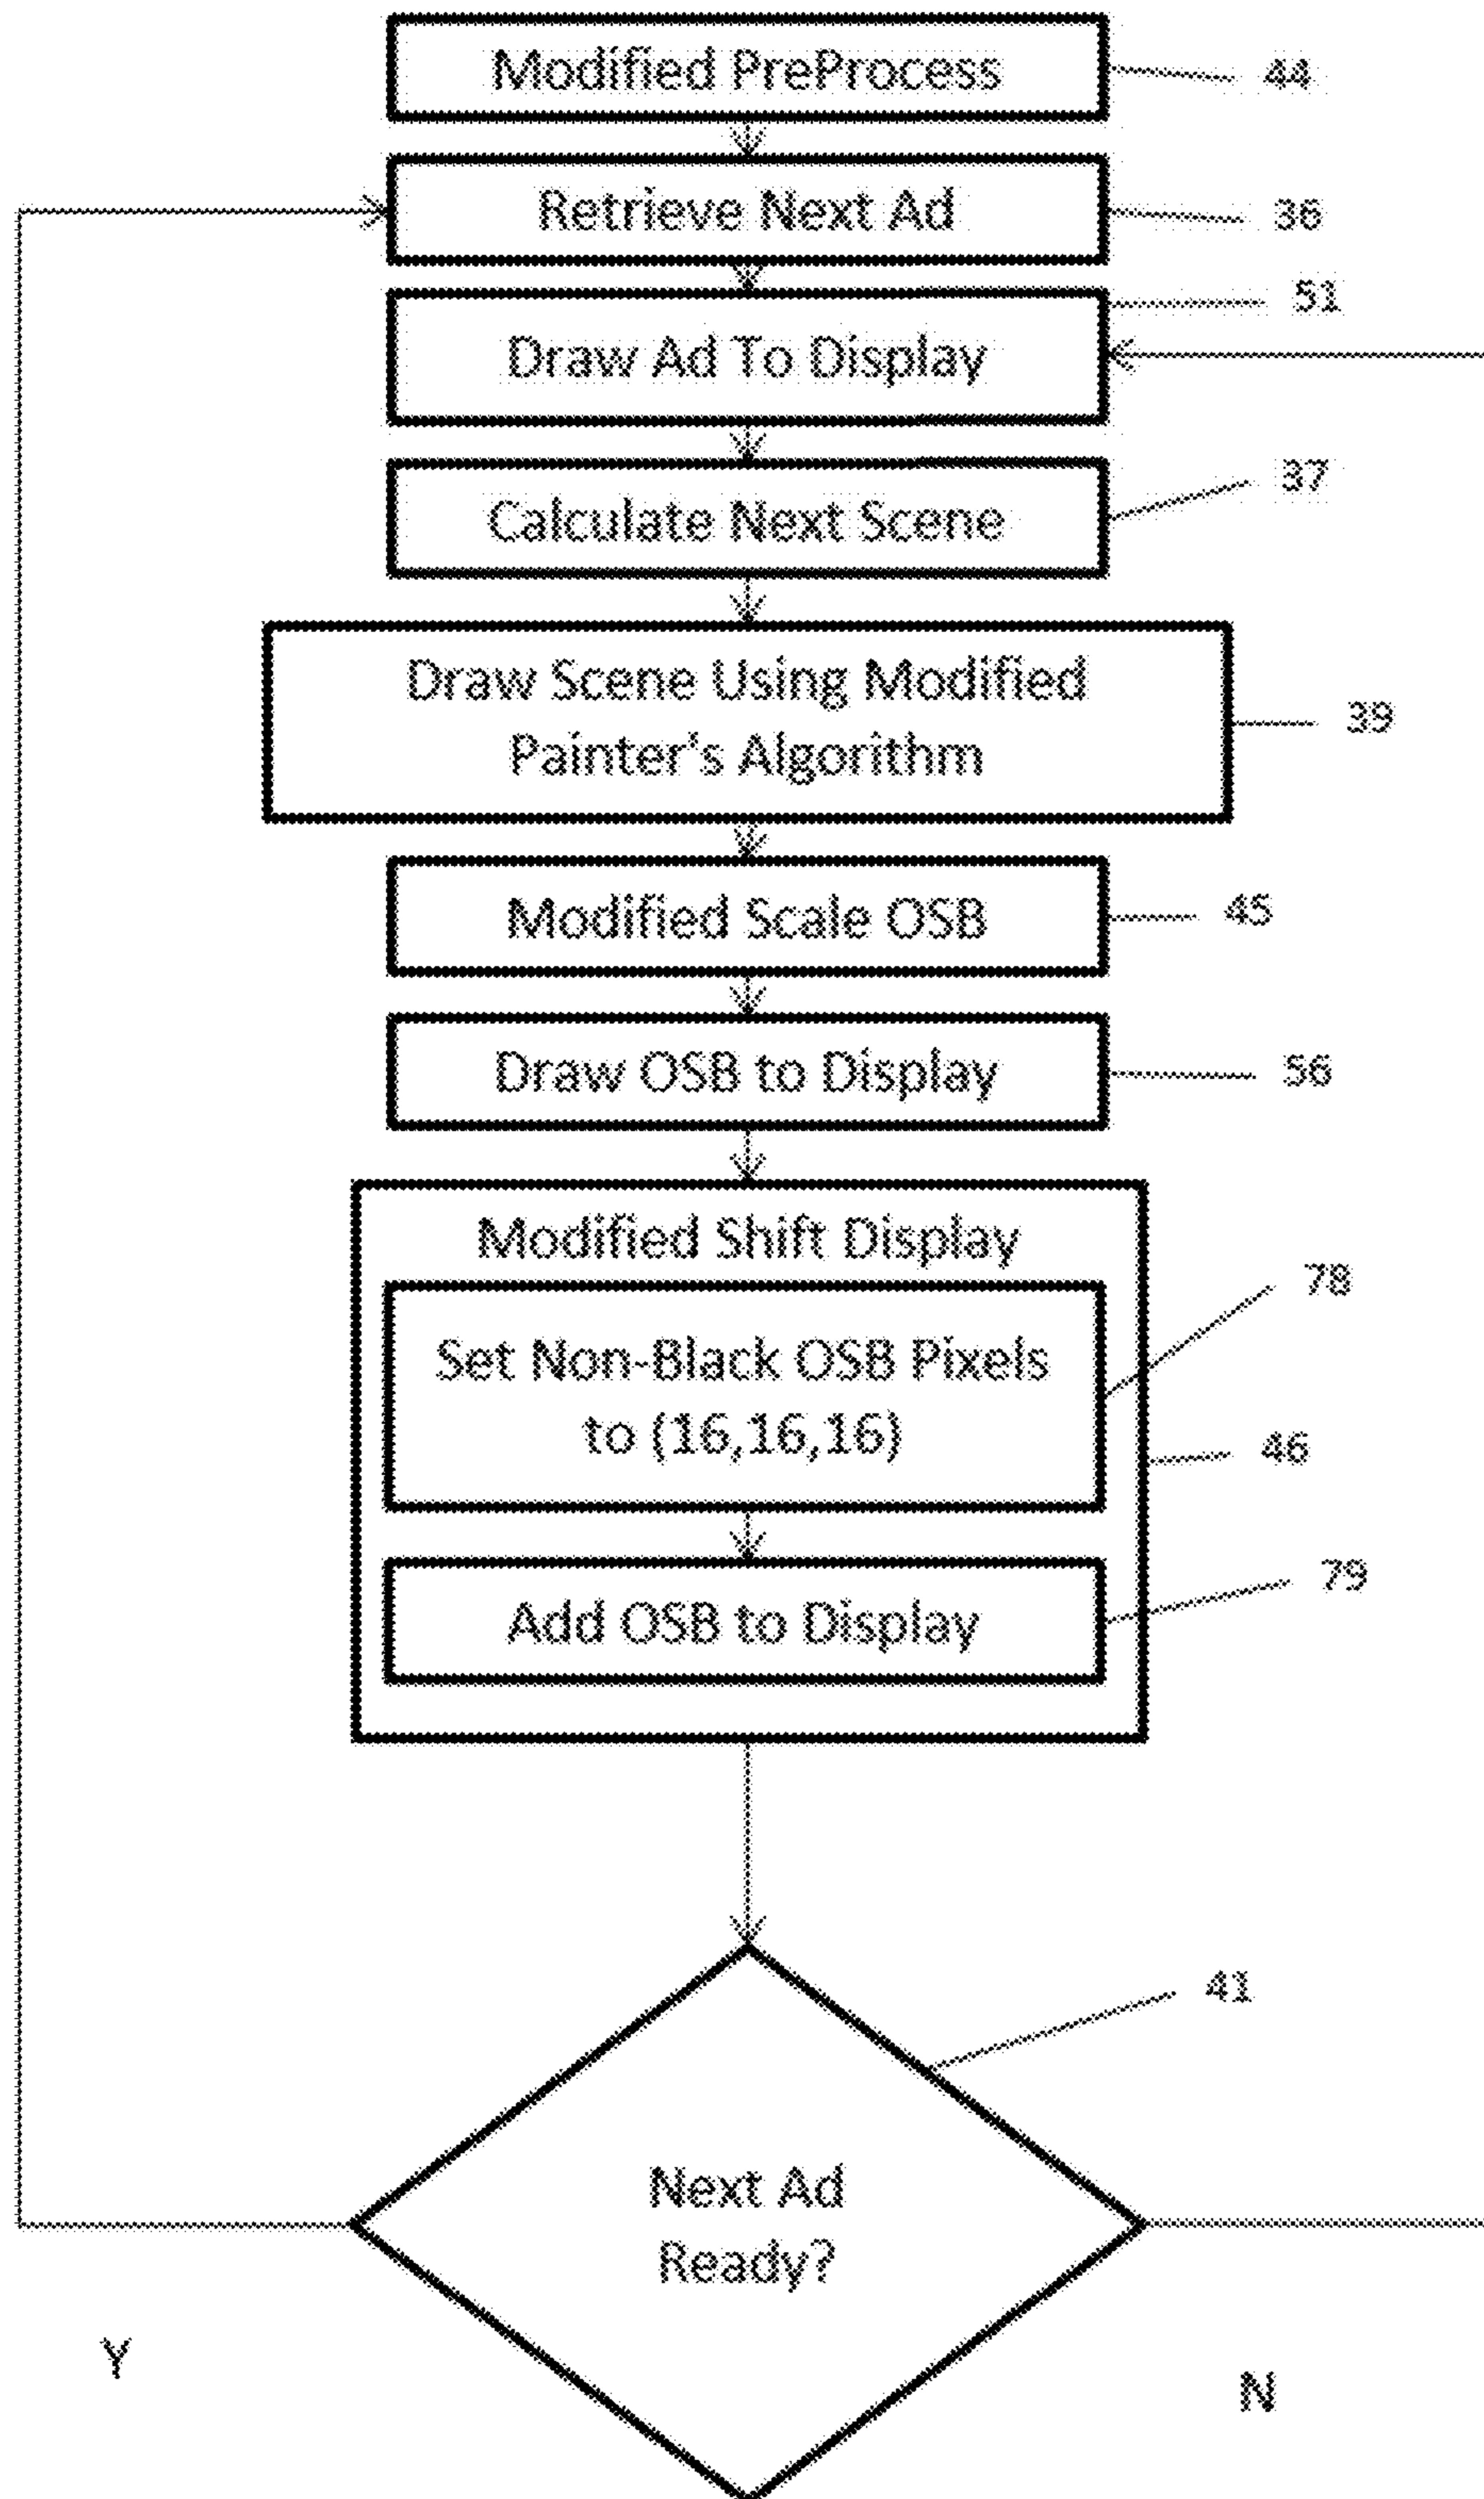 Modified PreProcess
44
Retrieve Next Ad
36
51
Draw Ad To Display
37
Calculate Next Scene
Draw Scene Using Modified
Painter's Algorithm
39
Modified Scale OSB
45
Draw OSB to Display
56
Modified Shift Display
78
Set Non-Black OSB Pixels
to (16,16,16)
46
79
Add OSB to Display
41
Next Ad
Ready?
Y
N